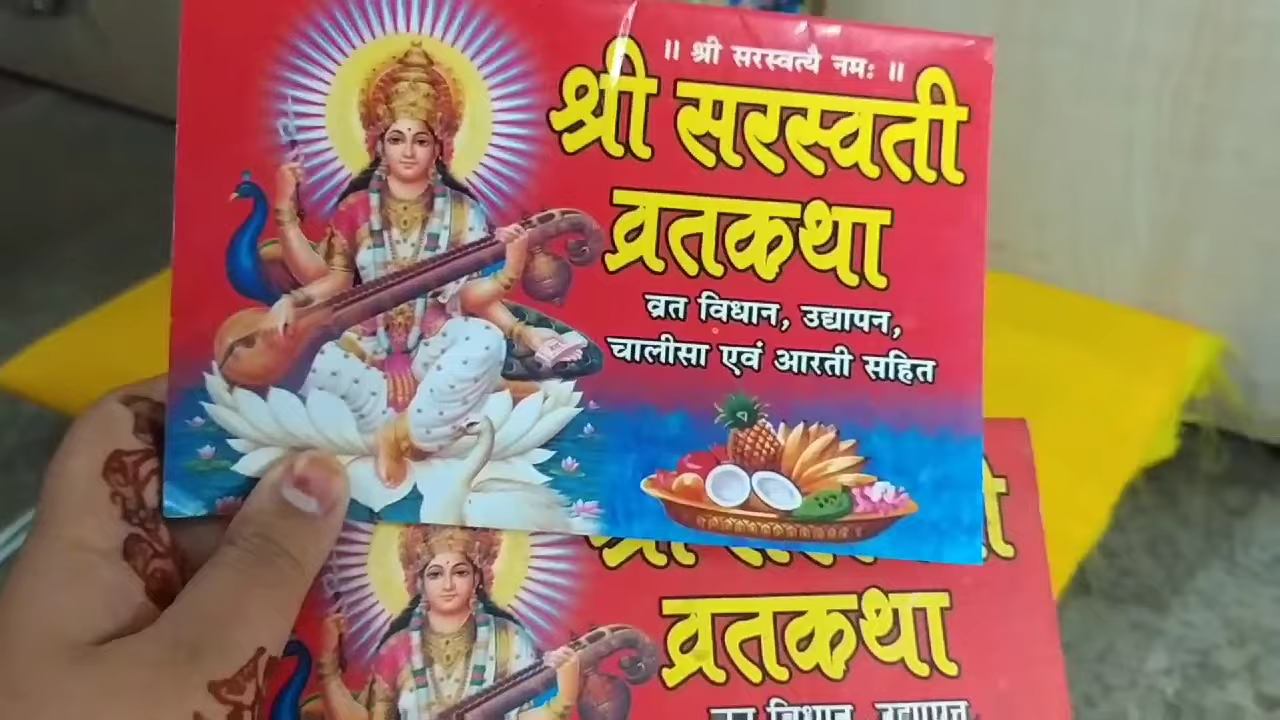 ॥ श्री सरस्वत्यै नमः ॥
श्री सरस्वती
व्रतकथा
व्रत विधान, उद्यापन,
चालीसा एवं आरती सहित
व्रतकथा